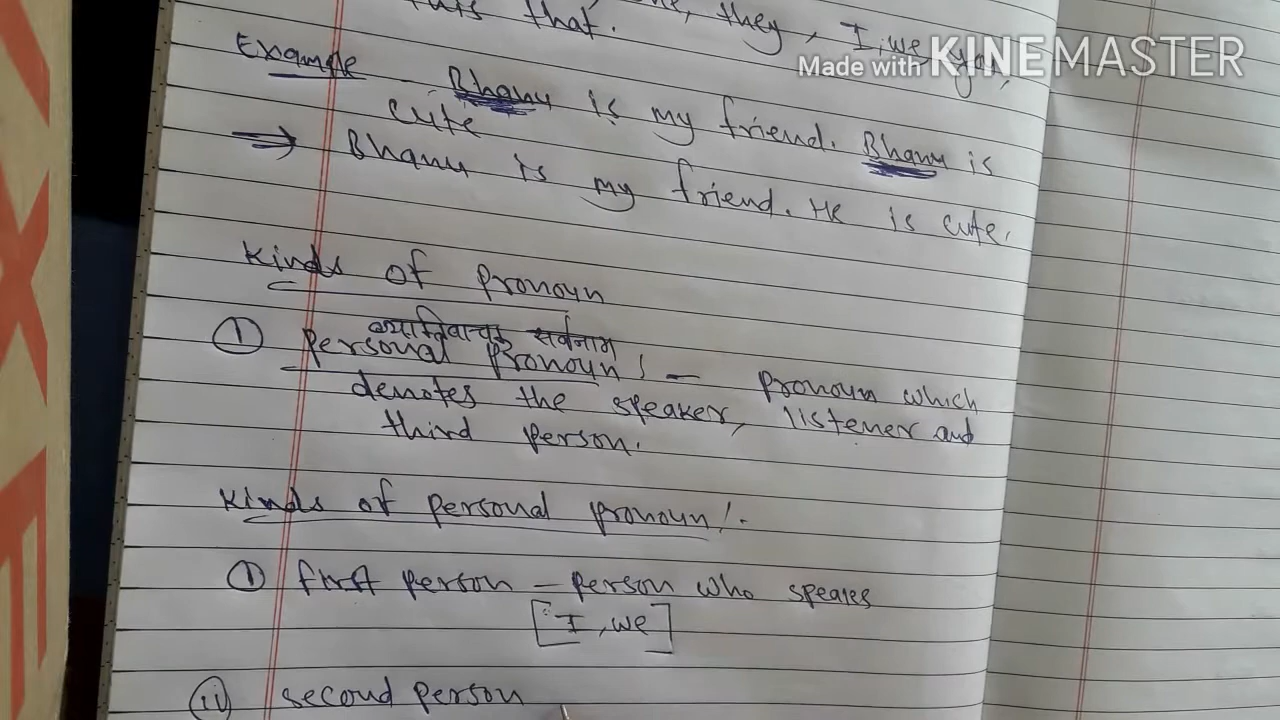 that.
they, I, we, you,
Made with KINEMASTER
Example - Bhanu is my friend. Bhanu is
cute
⇒ Bhanu is my friend. He is cute.
Kinds of pronoun
व्यक्तिवाचक सर्वनाम
① personal pronoun :- pronoun which
denotes the speaker, listener and
third person.
Kinds of personal pronoun :-
① first person - person who speaks
[I, we]
(ii) second person